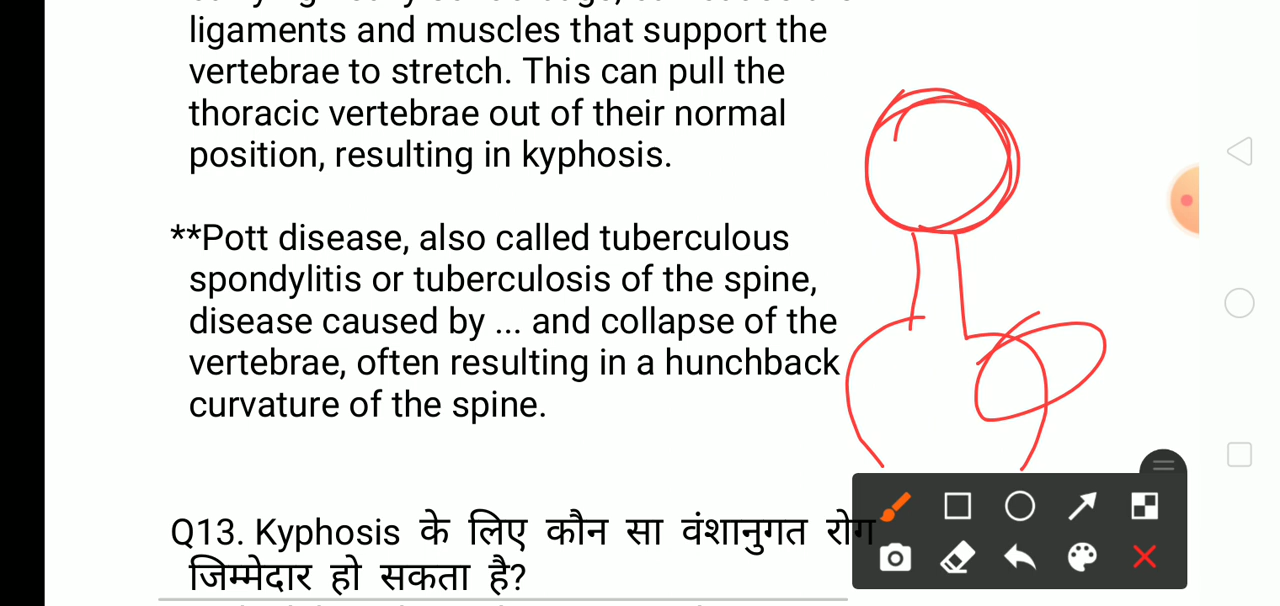 ligaments and muscles that support the
vertebrae to stretch. This can pull the
thoracic vertebrae out of their normal
position, resulting in kyphosis.
**Pott disease, also called tuberculous
spondylitis or tuberculosis of the spine,
disease caused by ... and collapse of the
vertebrae, often resulting in a hunchback
curvature of the spine.
Q13. Kyphosis के लिए कौन सा वंशानुगत रोग
जिम्मेदार हो सकता है?